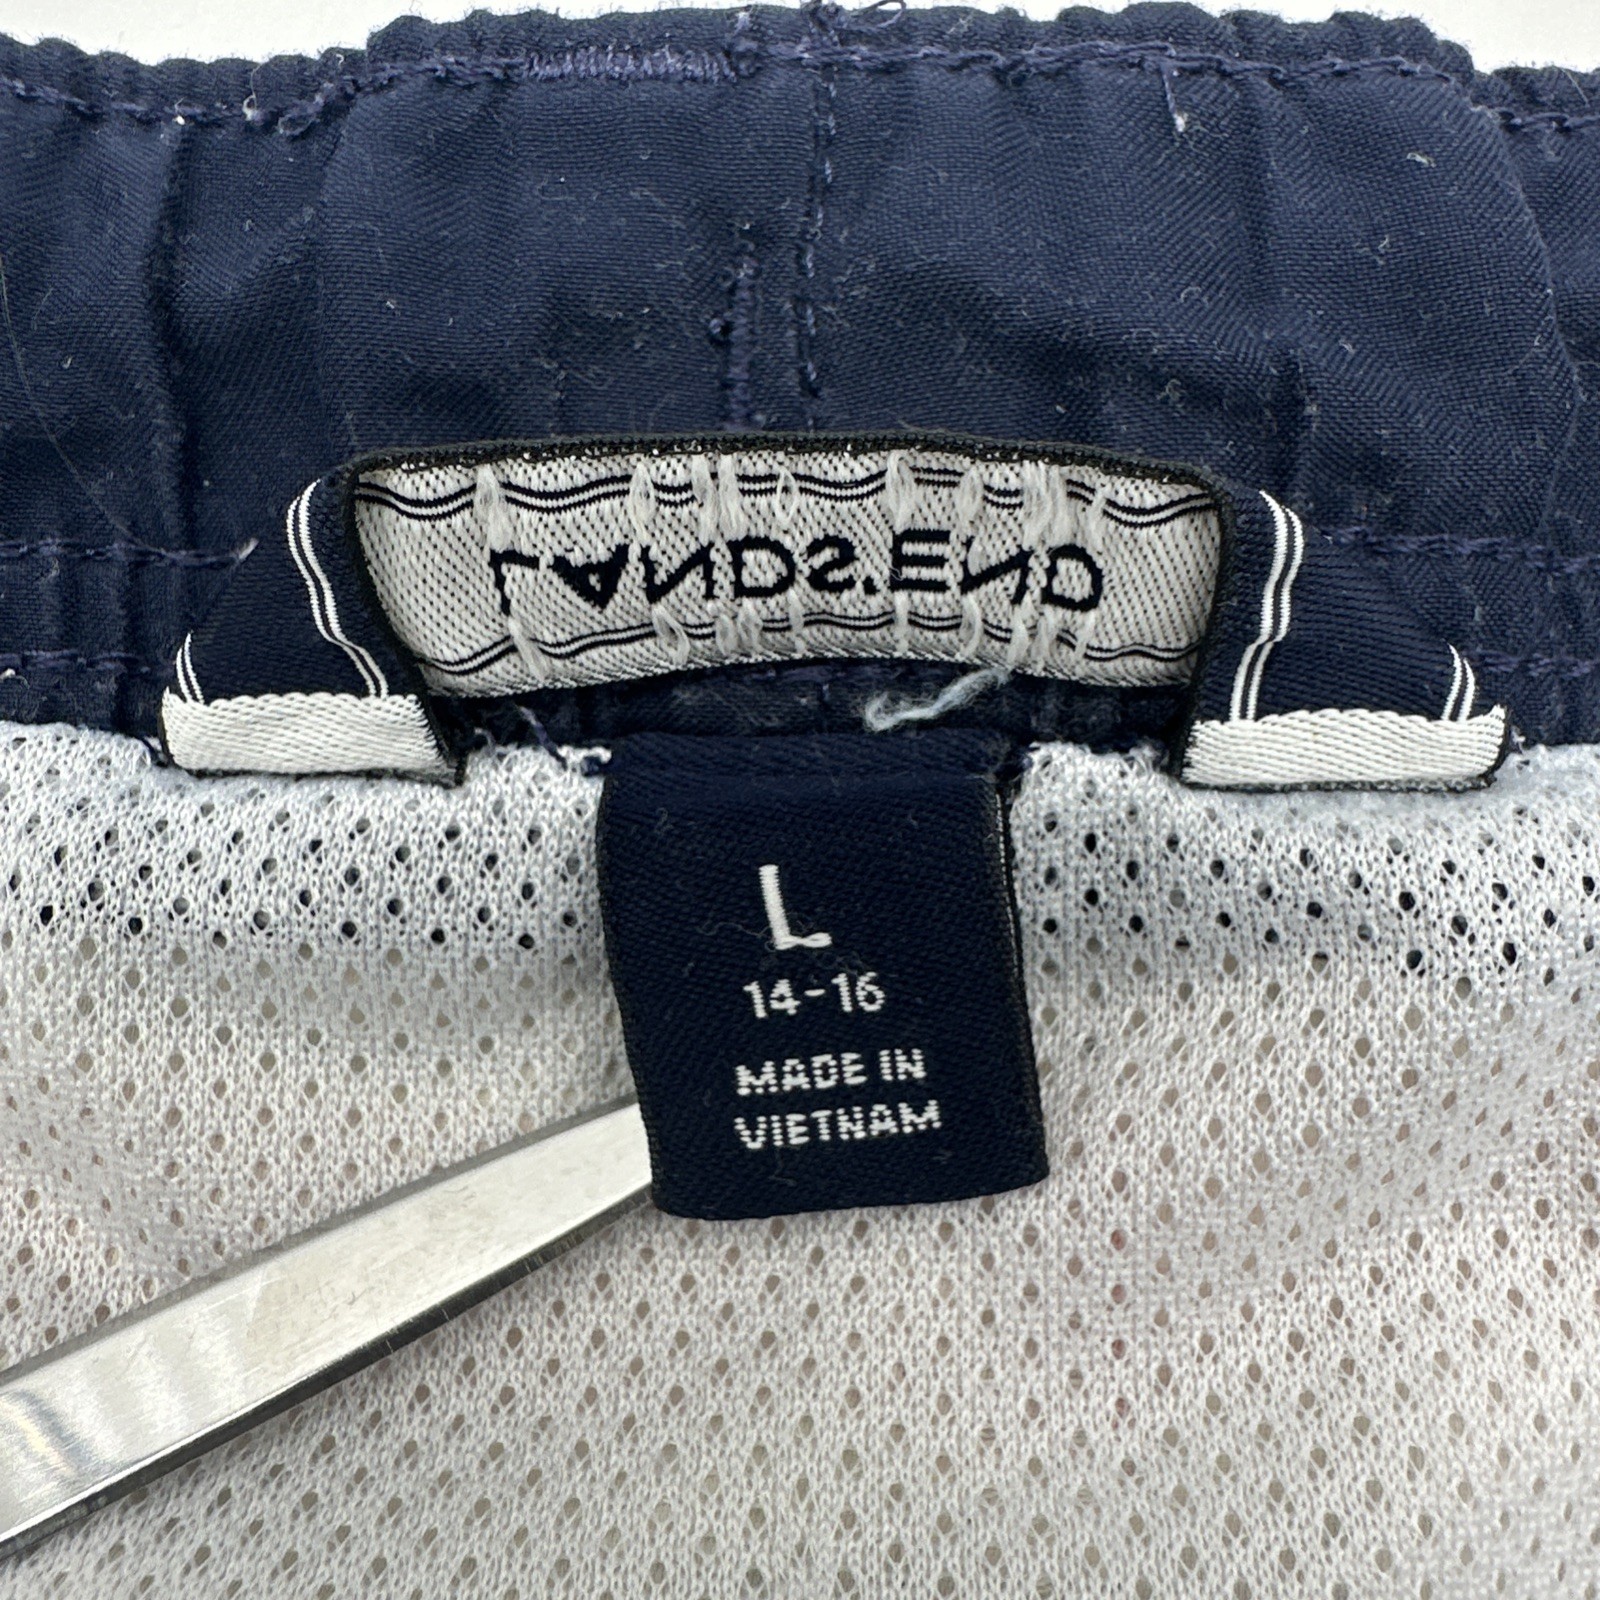 LANDS' END
L
14-16
MADE IN
VIETNAM